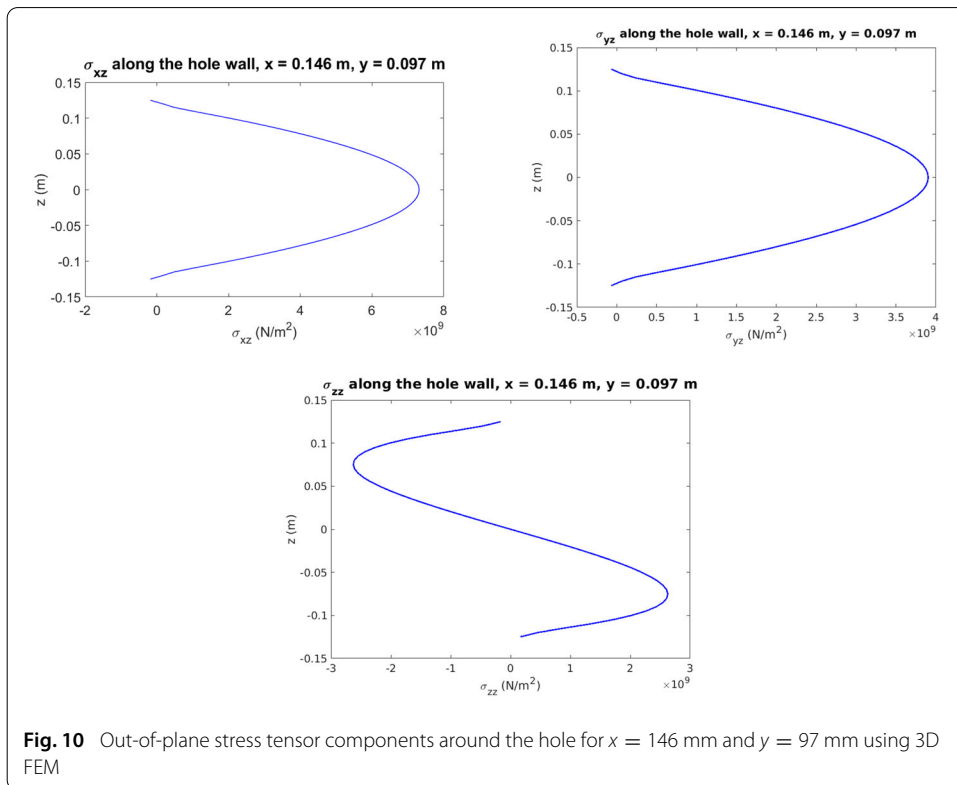 σxz along the hole wall, x = 0.146 m, y = 0.097 m
0.15
0.1
0.05
0
-0.05
-0.1
-0.15
z (m)
-2 0 2 4 6 8
σxz (N/m²) ×10⁹
σyz along the hole wall, x = 0.146 m, y = 0.097 m
0.15
0.1
0.05
0
-0.05
-0.1
-0.15
z (m)
-0.5 0 0.5 1 1.5 2 2.5 3 3.5 4
σyz (N/m²) ×10⁹
σzz along the hole wall, x = 0.146 m, y = 0.097 m
0.15
0.1
0.05
0
-0.05
-0.1
-0.15
z (m)
-3 -2 -1 0 1 2 3
σzz (N/m²) ×10⁹
Fig. 10 Out-of-plane stress tensor components around the hole for x = 146 mm and y = 97 mm using 3D
FEM